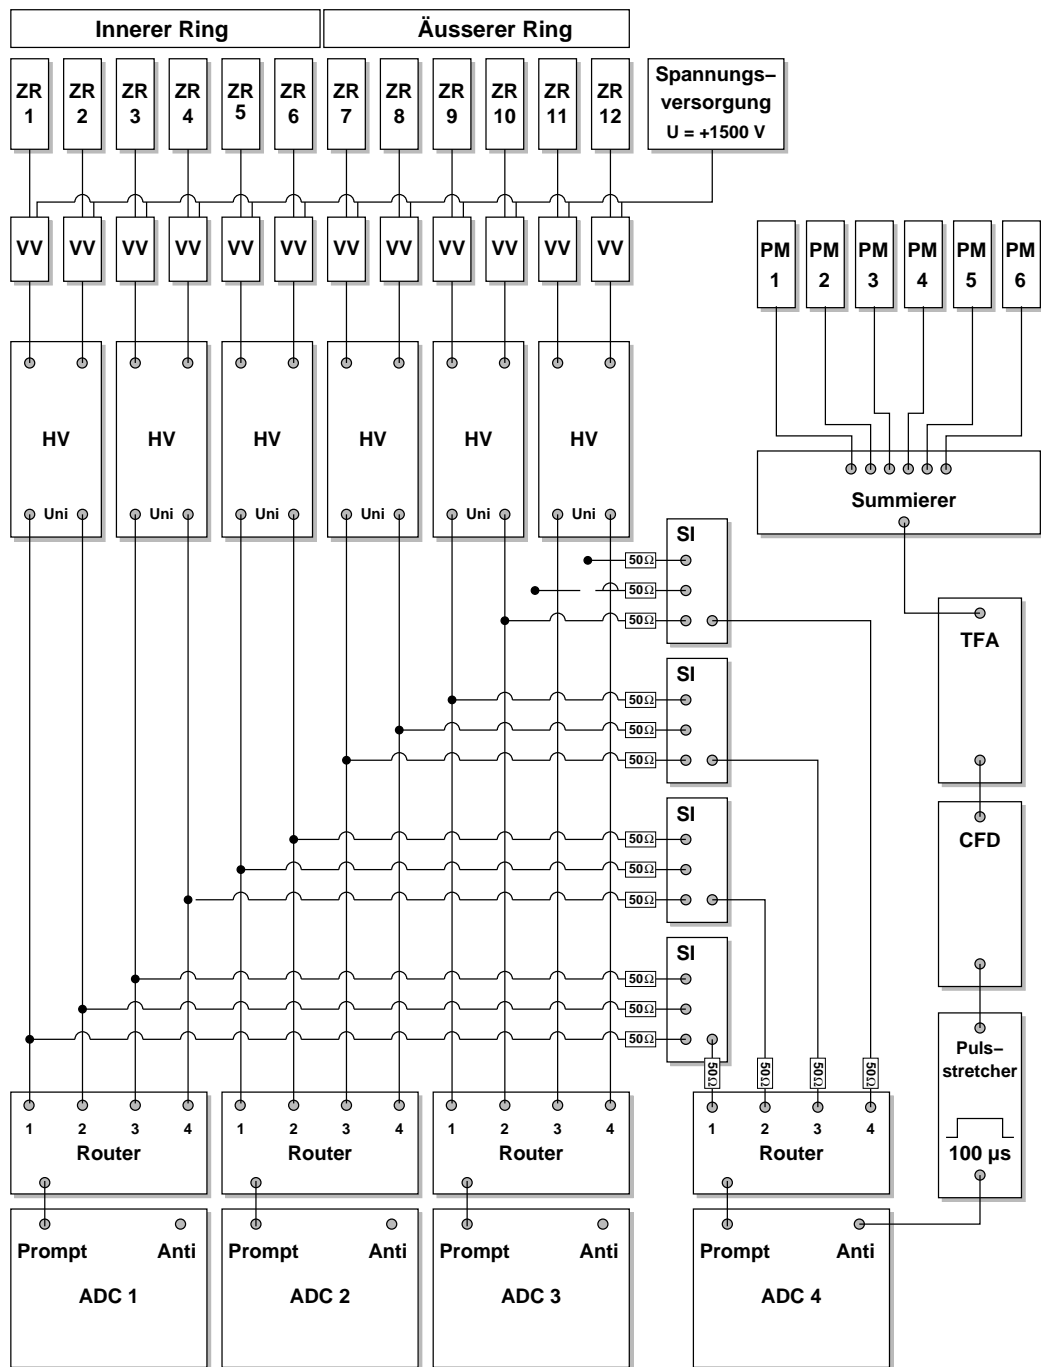 Innerer Ring Äusserer Ring
ZR 1 ZR 2 ZR 3 ZR 4 ZR 5 ZR 6 ZR 7 ZR 8 ZR 9 ZR 10 ZR 11 ZR 12
Spannungs–
versorgung
U = +1500 V
VV VV VV VV VV VV VV VV VV VV VV VV
PM 1 PM 2 PM 3 PM 4 PM 5 PM 6
HV HV HV HV HV HV
Uni Uni Uni Uni Uni Uni
Summierer
SI
50Ω
50Ω
50Ω
TFA
SI
50Ω
50Ω
50Ω
SI
50Ω
50Ω
50Ω
CFD
SI
50Ω
50Ω
50Ω
Puls–
stretcher
100 µs
50Ω 50Ω 50Ω 50Ω
1 2 3 4 1 2 3 4 1 2 3 4 1 2 3 4
Router Router Router Router
Prompt Anti Prompt Anti Prompt Anti Prompt Anti
ADC 1 ADC 2 ADC 3 ADC 4